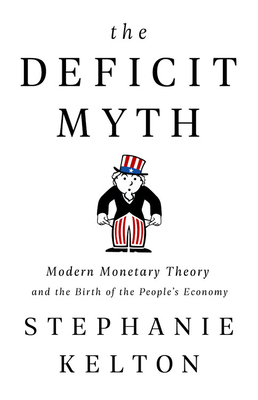 the
DEFICIT
MYTH
Modern Monetary Theory
and the Birth of the People's Economy
STEPHANIE
KELTON